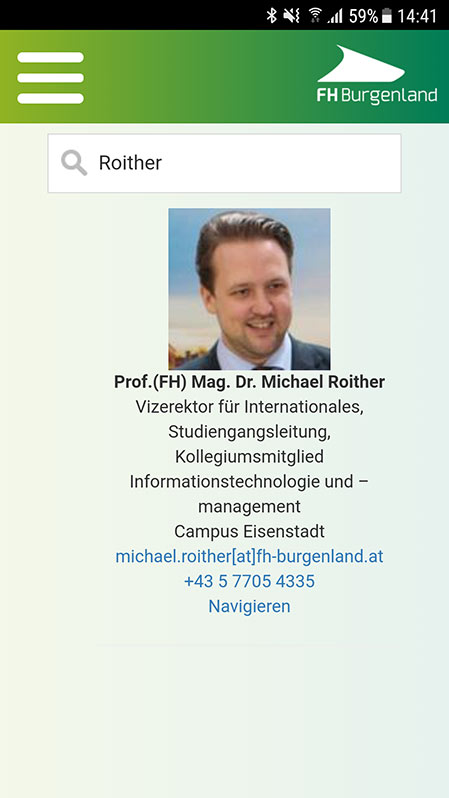 59% 14:41
FH Burgenland
Roither
Prof.(FH) Mag. Dr. Michael Roither
Vizerektor für Internationales,
Studiengangsleitung,
Kollegiumsmitglied
Informationstechnologie und –
management
Campus Eisenstadt
michael.roither[at]fh-burgenland.at
+43 5 7705 4335
Navigieren